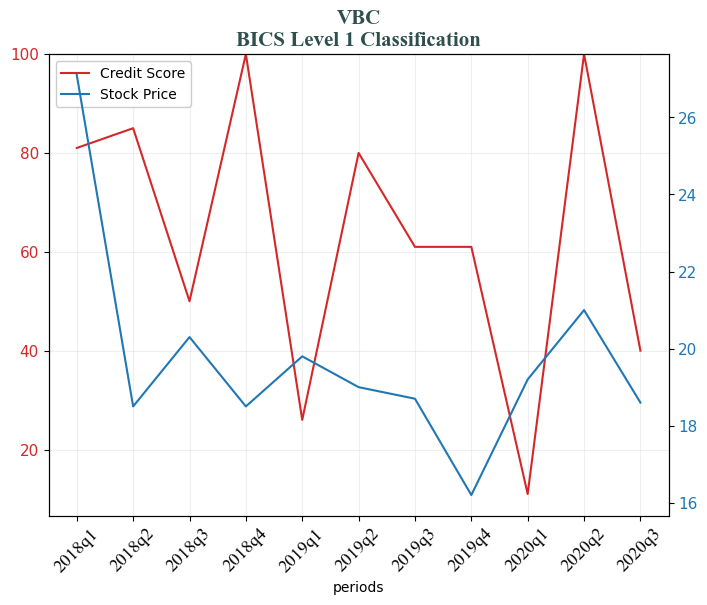 VBC
BICS Level 1 Classification
Credit Score
Stock Price
100
80
60
40
20
26
24
22
20
18
16
2018q1
2018q2
2018q3
2018q4
2019q1
2019q2
2019q3
2019q4
2020q1
2020q2
2020q3
periods